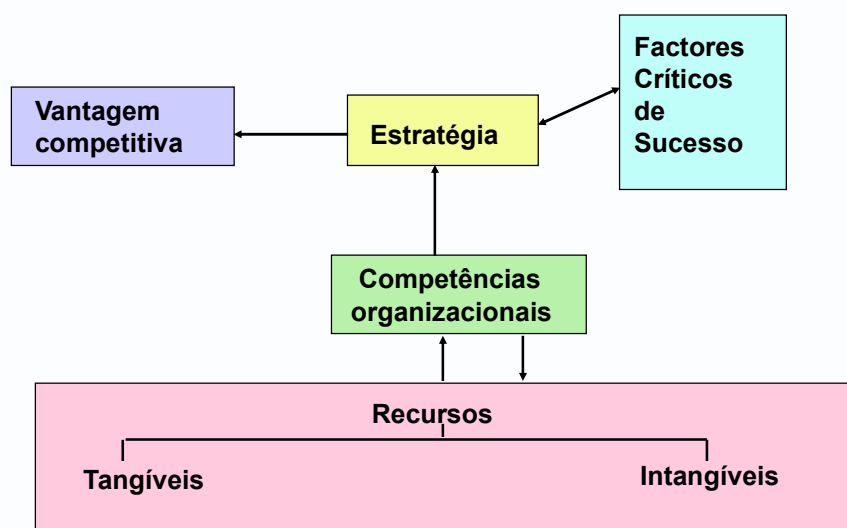 Factores
Críticos
de
Sucesso
Vantagem
competitiva
Estratégia
Competências
organizacionais
Recursos
Tangíveis
Intangíveis